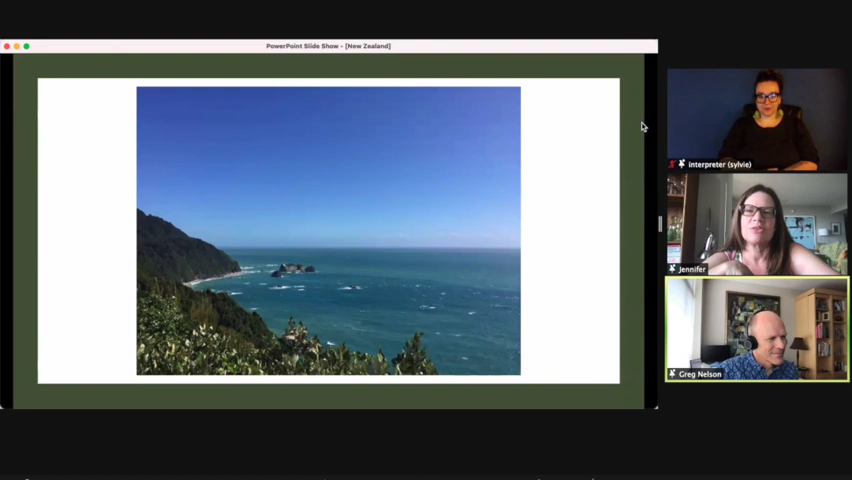 PowerPoint Slide Show - [New Zealand]
interpreter (sylvie)
Jennifer
Greg Nelson